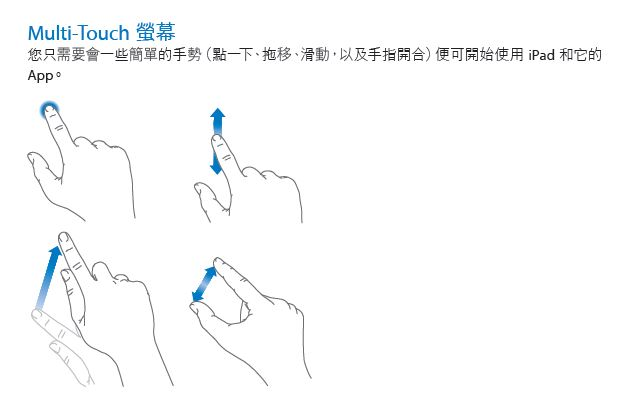 Multi-Touch 螢幕
您只需要會一些簡單的手勢（點一下、拖移、滑動，以及手指開合）便可開始使用 iPad 和它的
App。